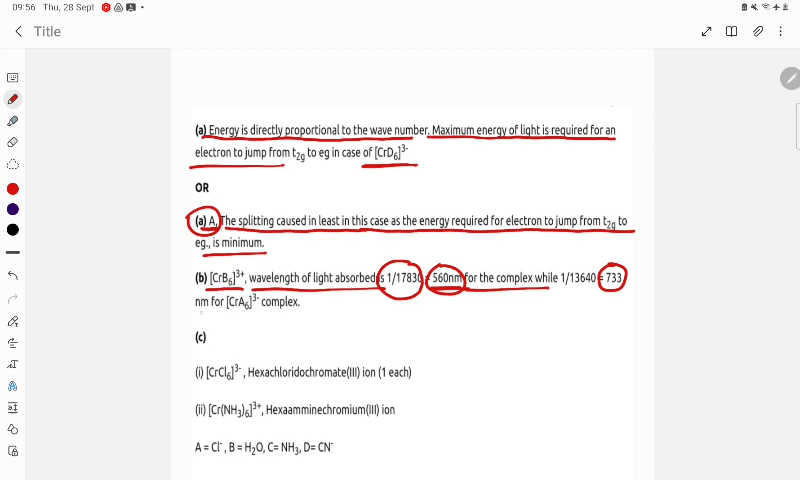 09:56 Thu, 28 Sept
Title
(a) Energy is directly proportional to the wave number. Maximum energy of light is required for an
electron to jump from t₂g to eg in case of [CrD₆]³⁻
OR
(a) A, The splitting caused in least in this case as the energy required for electron to jump from t₂g to
eg., is minimum.
(b) [CrB₆]³⁺, wavelength of light absorbed is 1/17830 = 560nm for the complex while 1/13640 = 733
nm for [CrA₆]³⁻ complex.
(c)
(i) [CrCl₆]³⁻, Hexachloridochromate(III) ion (1 each)
(ii) [Cr(NH₃)₆]³⁺, Hexaamminechromium(III) ion
A = Cl⁻, B = H₂O, C= NH₃, D= CN⁻